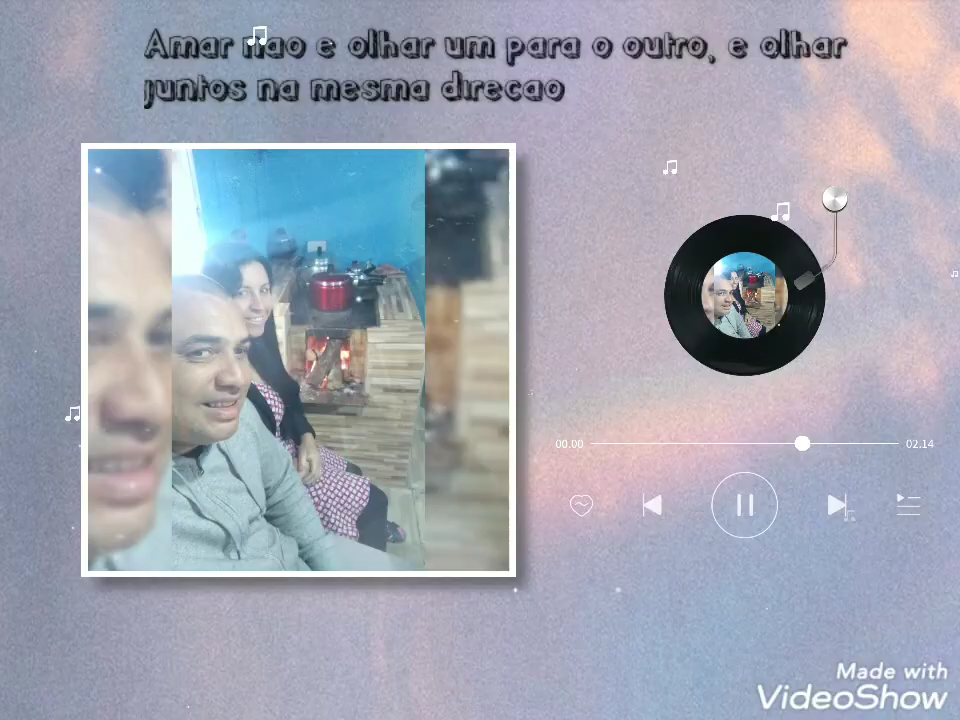 Amar nao e olhar um para o outro, e olhar
juntos na mesma direcao
00.00
02.14
Made with
VideoShow